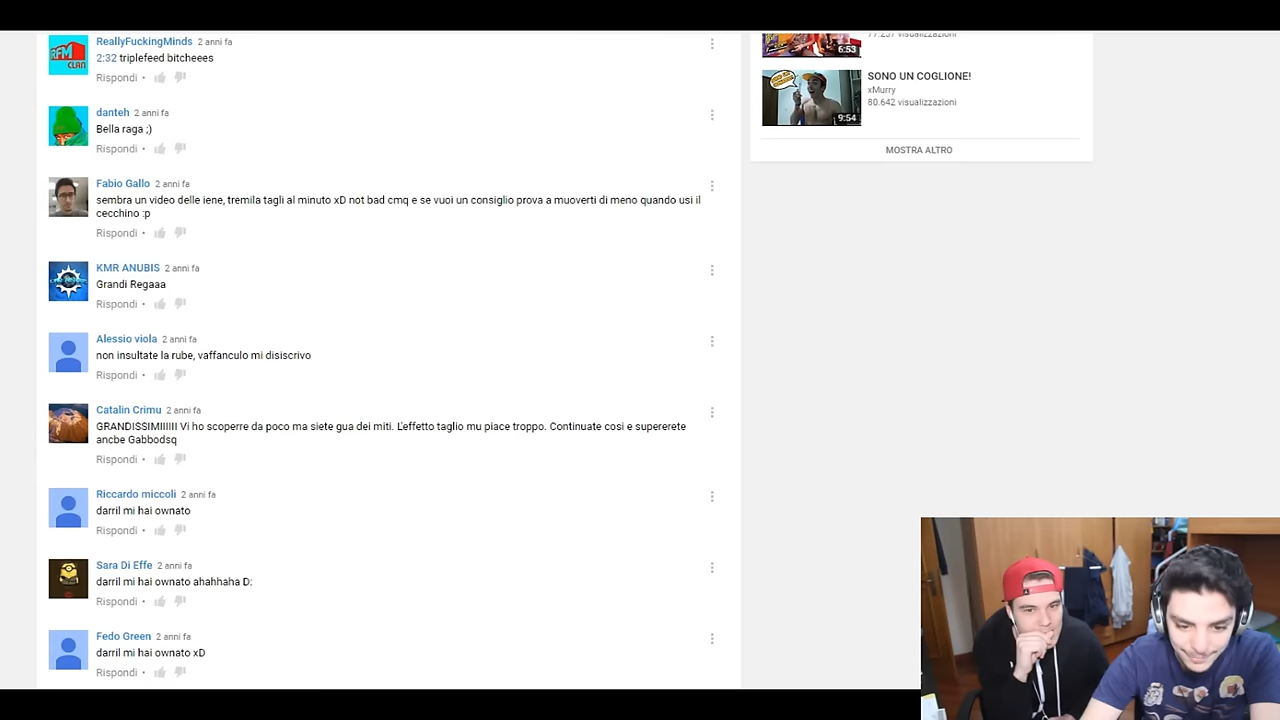 ReallyFuckingMinds 2 anni fa
2:32 triplefeed bitcheees
Rispondi •
danteh 2 anni fa
Bella raga ;)
Rispondi •
Fabio Gallo 2 anni fa
sembra un video delle iene, tremila tagli al minuto xD not bad cmq e se vuoi un consiglio prova a muoverti di meno quando usi il
cecchino :p
Rispondi •
KMR ANUBIS 2 anni fa
Grandi Regaaa
Rispondi •
Alessio viola 2 anni fa
non insultate la rube, vaffanculo mi disiscrivo
Rispondi •
Catalin Crimu 2 anni fa
GRANDISSIMIIIIII Vi ho scoperre da poco ma siete gua dei miti. L'effetto taglio mu piace troppo. Continuate cosi e supererete
ancbe Gabbodsq
Rispondi •
Riccardo miccoli 2 anni fa
darril mi hai ownato
Rispondi •
Sara Di Effe 2 anni fa
darril mi hai ownato ahahhaha D:
Rispondi •
Fedo Green 2 anni fa
darril mi hai ownato xD
Rispondi •
RFM
CLAN
77.237 visualizzazioni
6:53
SONO UN COGLIONE!
xMurry
80.642 visualizzazioni
9:54
MOSTRA ALTRO